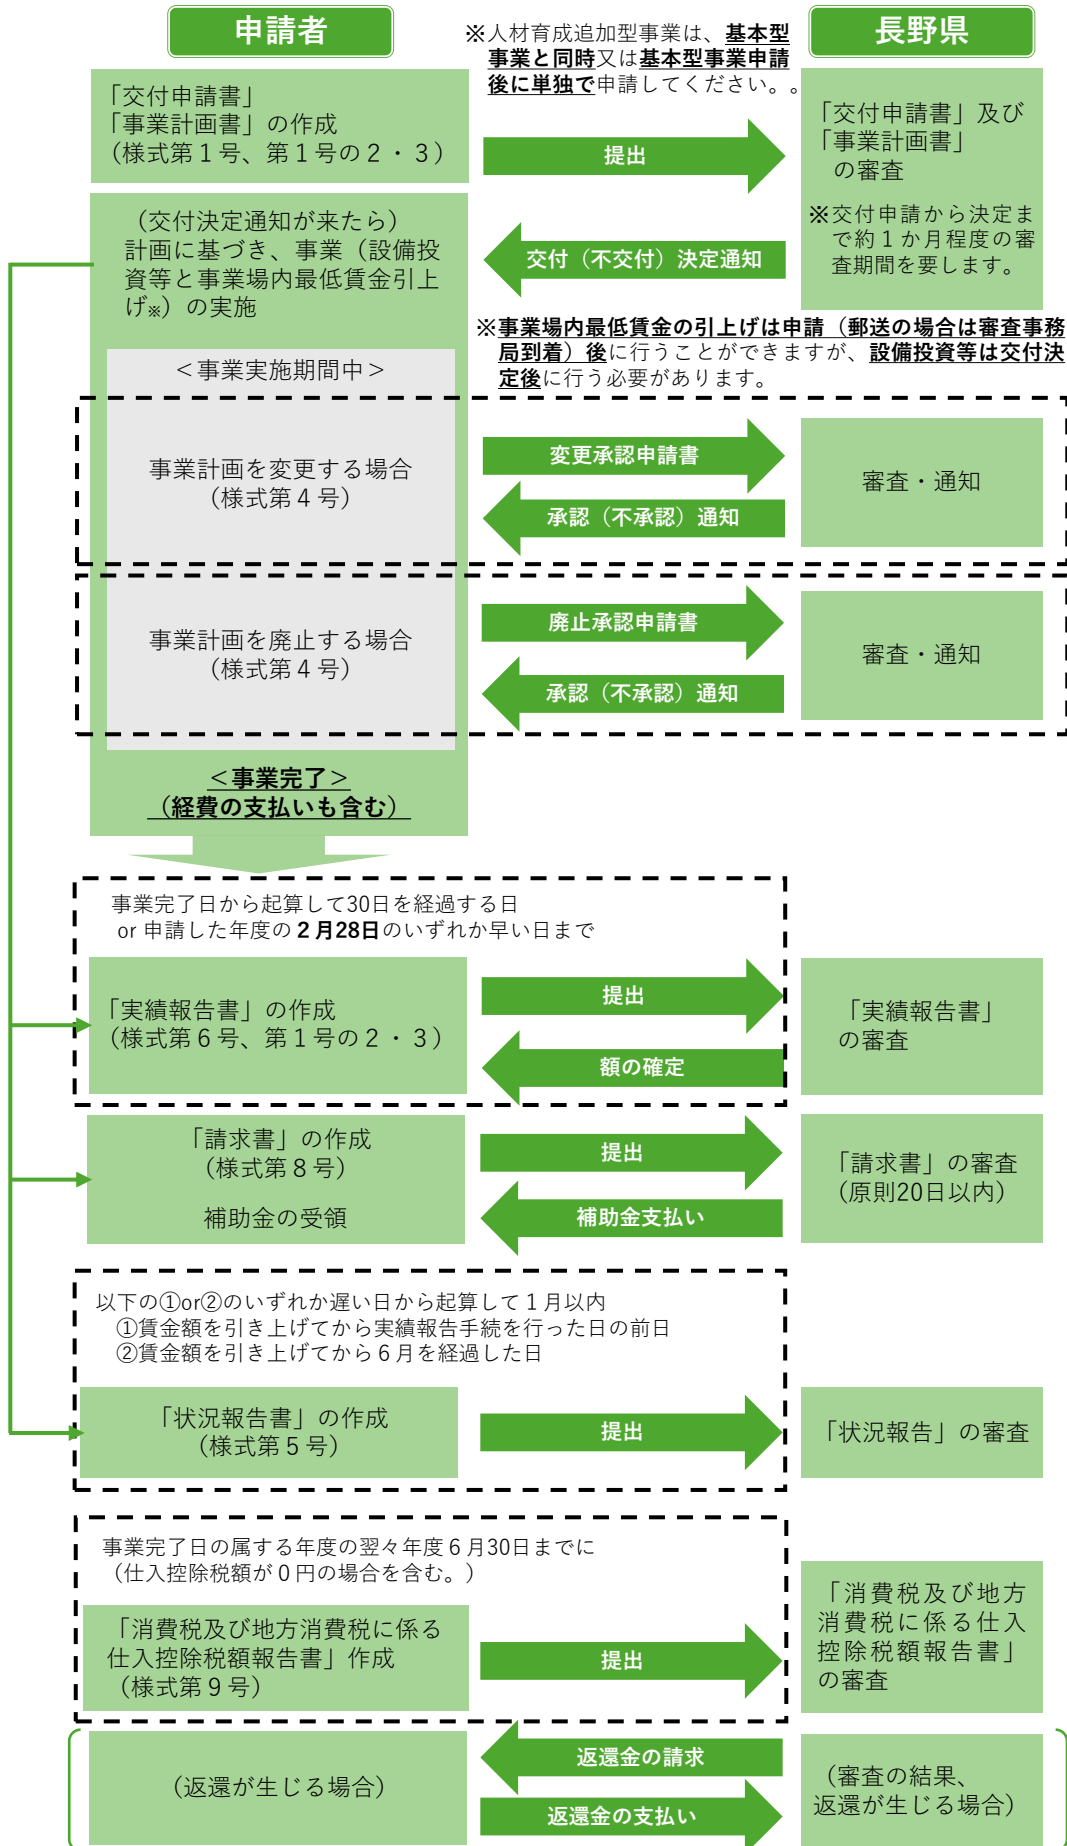 申請者
※人材育成追加型事業は、基本型
事業と同時又は基本型事業申請
後に単独で申請してください。。
長野県
「交付申請書」
「事業計画書」の作成
（様式第１号、第１号の２・３）
提出
「交付申請書」及び
「事業計画書」
の審査
※交付申請から決定ま
で約１か月程度の審
査期間を要します。
（交付決定通知が来たら）
計画に基づき、事業（設備投
資等と事業場内最低賃金引上
げ※）の実施
交付（不交付）決定通知
※事業場内最低賃金の引上げは申請（郵送の場合は審査事務
局到着）後に行うことができますが、設備投資等は交付決
定後に行う必要があります。
＜事業実施期間中＞
事業計画を変更する場合
（様式第４号）
変更承認申請書
承認（不承認）通知
審査・通知
事業計画を廃止する場合
（様式第４号）
廃止承認申請書
承認（不承認）通知
審査・通知
＜事業完了＞
（経費の支払いも含む）
事業完了日から起算して30日を経過する日
or 申請した年度の２月28日のいずれか早い日まで
「実績報告書」の作成
（様式第６号、第１号の２・３）
提出
額の確定
「実績報告書」
の審査
「請求書」の作成
（様式第８号）
補助金の受領
提出
補助金支払い
「請求書」の審査
（原則20日以内）
以下の①or②のいずれか遅い日から起算して１月以内
①賃金額を引き上げてから実績報告手続を行った日の前日
②賃金額を引き上げてから６月を経過した日
「状況報告書」の作成
（様式第５号）
提出
「状況報告」の審査
事業完了日の属する年度の翌々年度６月30日までに
（仕入控除税額が０円の場合を含む。）
「消費税及び地方消費税に係る
仕入控除税額報告書」作成
（様式第９号）
提出
「消費税及び地方
消費税に係る仕入
控除税額報告書」
の審査
（返還が生じる場合）
返還金の請求
返還金の支払い
（審査の結果、
返還が生じる場合）